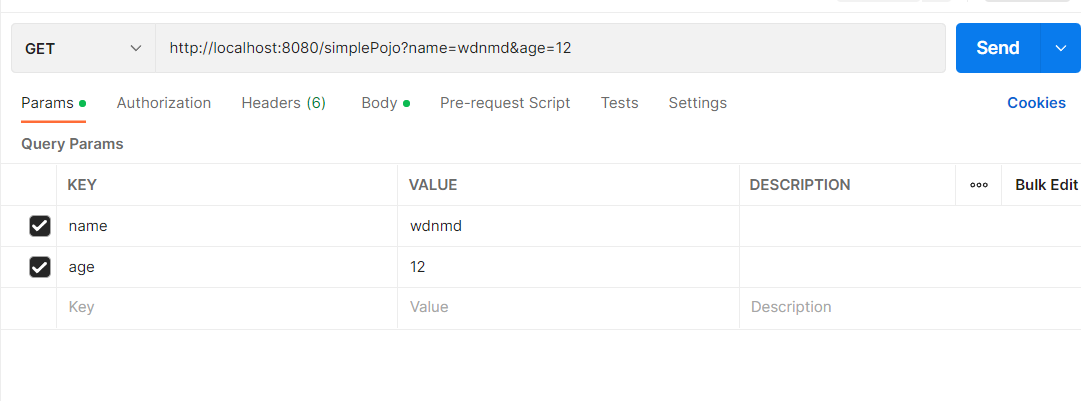 GET http://localhost:8080/simplePojo?name=wdnmd&age=12 Send
Params Authorization Headers (6) Body Pre-request Script Tests Settings Cookies
Query Params
KEY VALUE DESCRIPTION ooo Bulk Edit
name wdnmd
age 12
Key Value Description